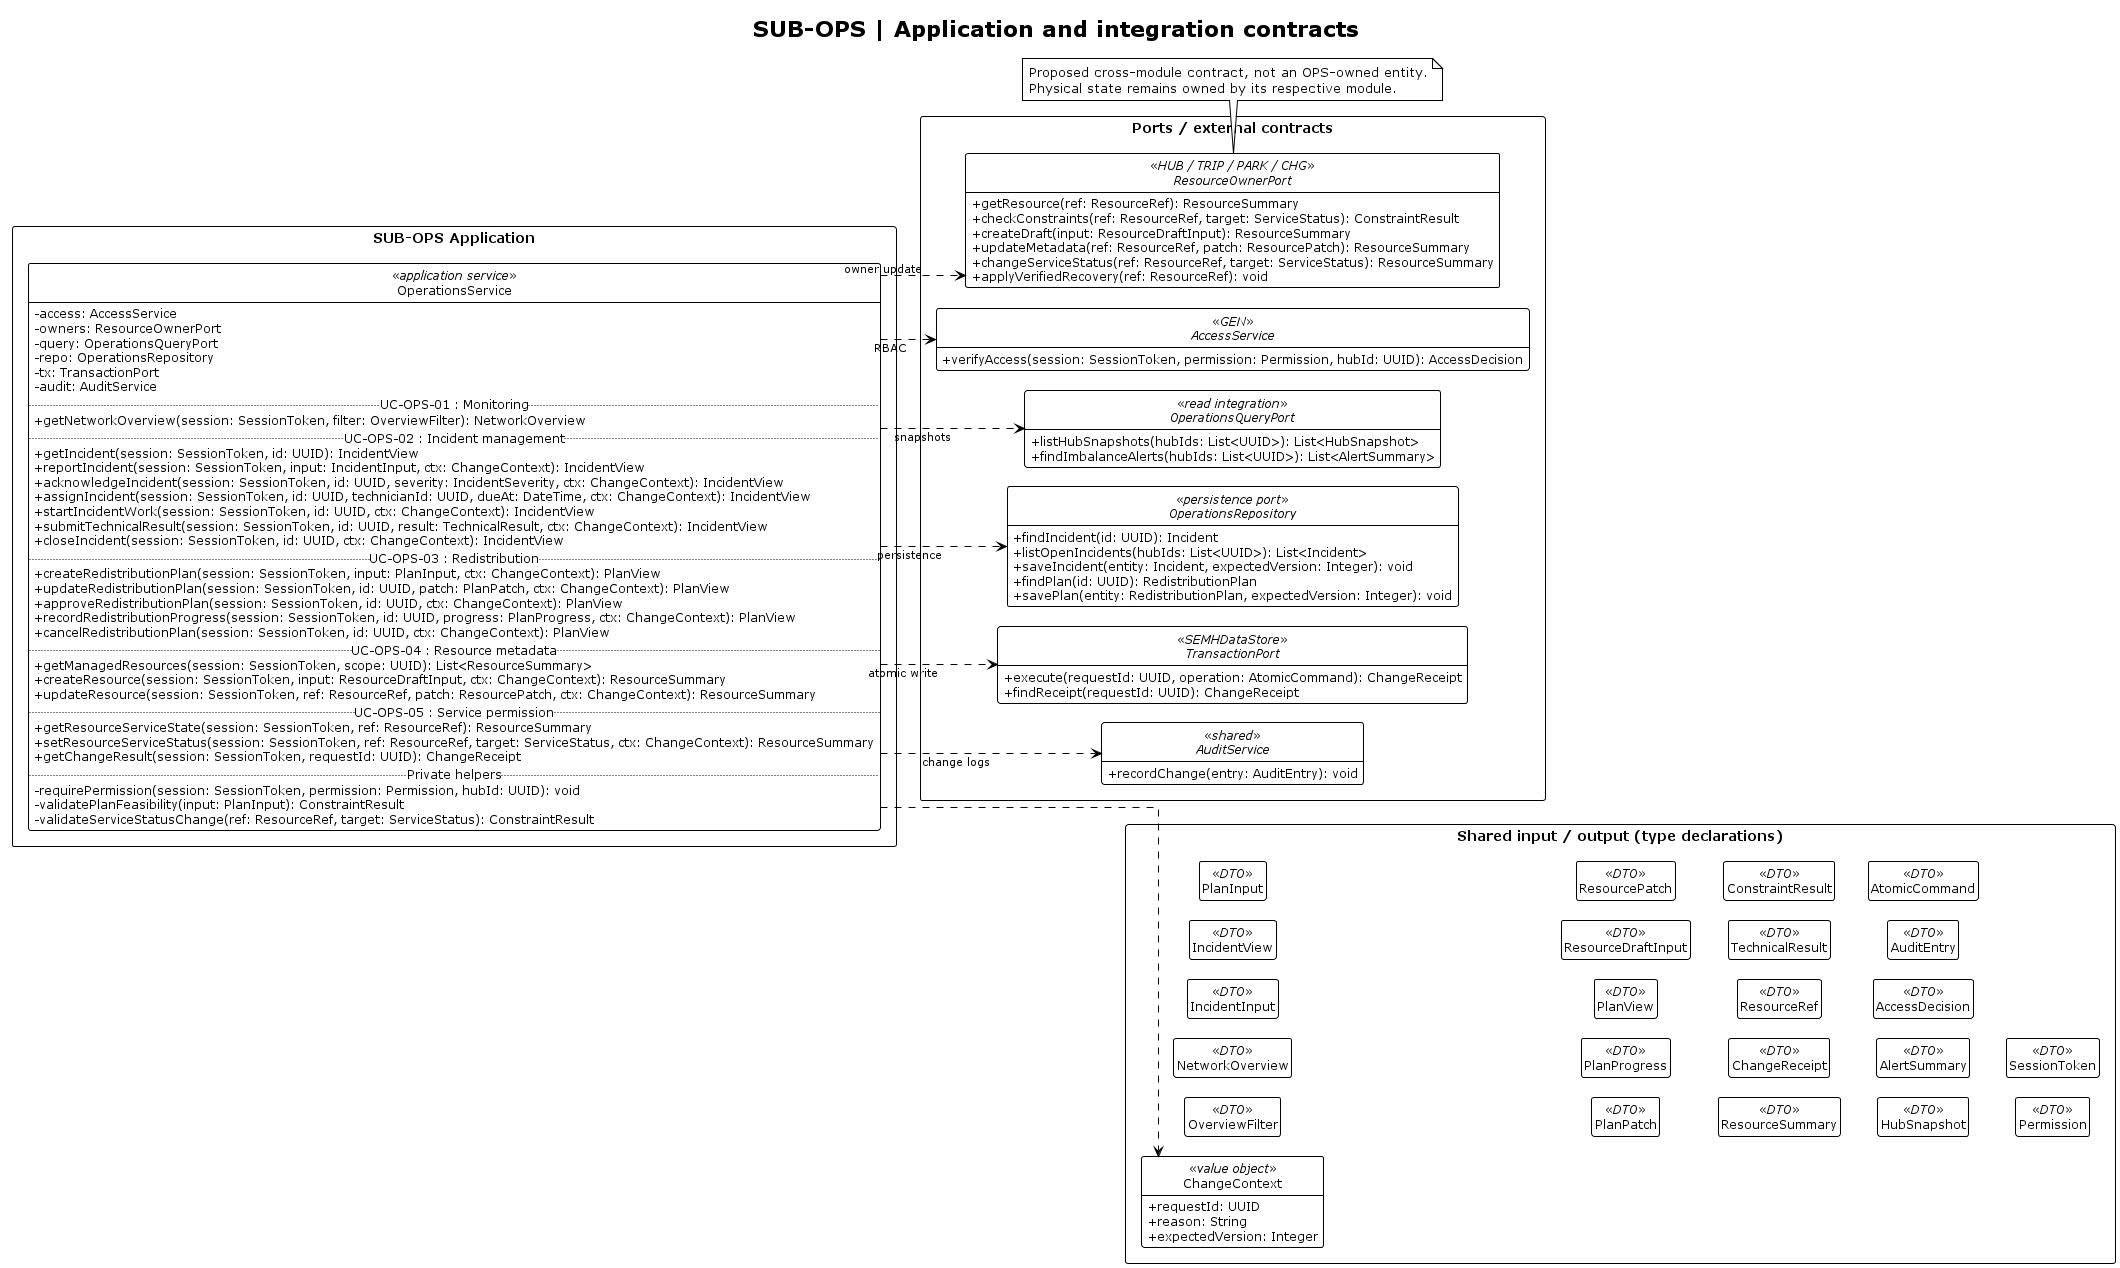 SUB-OPS | Application and integration contracts
Proposed cross-module contract, not an OPS-owned entity.
Physical state remains owned by its respective module.
SUB-OPS Application
«application service»
OperationsService
-access: AccessService
-owners: ResourceOwnerPort
-query: OperationsQueryPort
-repo: OperationsRepository
-tx: TransactionPort
-audit: AuditService
UC-OPS-01 : Monitoring
+getNetworkOverview(session: SessionToken, filter: OverviewFilter): NetworkOverview
UC-OPS-02 : Incident management
+getIncident(session: SessionToken, id: UUID): IncidentView
+reportIncident(session: SessionToken, input: IncidentInput, ctx: ChangeContext): IncidentView
+acknowledgeIncident(session: SessionToken, id: UUID, severity: IncidentSeverity, ctx: ChangeContext): IncidentView
+assignIncident(session: SessionToken, id: UUID, technicianId: UUID, dueAt: DateTime, ctx: ChangeContext): IncidentView
+startIncidentWork(session: SessionToken, id: UUID, ctx: ChangeContext): IncidentView
+submitTechnicalResult(session: SessionToken, id: UUID, result: TechnicalResult, ctx: ChangeContext): IncidentView
+closeIncident(session: SessionToken, id: UUID, ctx: ChangeContext): IncidentView
UC-OPS-03 : Redistribution
+createRedistributionPlan(session: SessionToken, input: PlanInput, ctx: ChangeContext): PlanView
+updateRedistributionPlan(session: SessionToken, id: UUID, patch: PlanPatch, ctx: ChangeContext): PlanView
+approveRedistributionPlan(session: SessionToken, id: UUID, ctx: ChangeContext): PlanView
+recordRedistributionProgress(session: SessionToken, id: UUID, progress: PlanProgress, ctx: ChangeContext): PlanView
+cancelRedistributionPlan(session: SessionToken, id: UUID, ctx: ChangeContext): PlanView
UC-OPS-04 : Resource metadata
+getManagedResources(session: SessionToken, scope: UUID): List<ResourceSummary>
+createResource(session: SessionToken, input: ResourceDraftInput, ctx: ChangeContext): ResourceSummary
+updateResource(session: SessionToken, ref: ResourceRef, patch: ResourcePatch, ctx: ChangeContext): ResourceSummary
UC-OPS-05 : Service permission
+getResourceServiceState(session: SessionToken, ref: ResourceRef): ResourceSummary
+setResourceServiceStatus(session: SessionToken, ref: ResourceRef, target: ServiceStatus, ctx: ChangeContext): ResourceSummary
+getChangeResult(session: SessionToken, requestId: UUID): ChangeReceipt
Private helpers
-requirePermission(session: SessionToken, permission: Permission, hubId: UUID): void
-validatePlanFeasibility(input: PlanInput): ConstraintResult
-validateServiceStatusChange(ref: ResourceRef, target: ServiceStatus): ConstraintResult
owner update
RBAC
snapshots
persistence
atomic write
change logs
Ports / external contracts
«HUB / TRIP / PARK / CHG»
ResourceOwnerPort
+getResource(ref: ResourceRef): ResourceSummary
+checkConstraints(ref: ResourceRef, target: ServiceStatus): ConstraintResult
+createDraft(input: ResourceDraftInput): ResourceSummary
+updateMetadata(ref: ResourceRef, patch: ResourcePatch): ResourceSummary
+changeServiceStatus(ref: ResourceRef, target: ServiceStatus): ResourceSummary
+applyVerifiedRecovery(ref: ResourceRef): void
«GEN»
AccessService
+verifyAccess(session: SessionToken, permission: Permission, hubId: UUID): AccessDecision
«read integration»
OperationsQueryPort
+listHubSnapshots(hubIds: List<UUID>): List<HubSnapshot>
+findImbalanceAlerts(hubIds: List<UUID>): List<AlertSummary>
«persistence port»
OperationsRepository
+findIncident(id: UUID): Incident
+listOpenIncidents(hubIds: List<UUID>): List<Incident>
+saveIncident(entity: Incident, expectedVersion: Integer): void
+findPlan(id: UUID): RedistributionPlan
+savePlan(entity: RedistributionPlan, expectedVersion: Integer): void
«SEMHDataStore»
TransactionPort
+execute(requestId: UUID, operation: AtomicCommand): ChangeReceipt
+findReceipt(requestId: UUID): ChangeReceipt
«shared»
AuditService
+recordChange(entry: AuditEntry): void
Shared input / output (type declarations)
«DTO»
PlanInput
«DTO»
ResourcePatch
«DTO»
ConstraintResult
«DTO»
AtomicCommand
«DTO»
IncidentView
«DTO»
ResourceDraftInput
«DTO»
TechnicalResult
«DTO»
AuditEntry
«DTO»
IncidentInput
«DTO»
PlanView
«DTO»
ResourceRef
«DTO»
AccessDecision
«DTO»
NetworkOverview
«DTO»
PlanProgress
«DTO»
ChangeReceipt
«DTO»
AlertSummary
«DTO»
SessionToken
«DTO»
OverviewFilter
«DTO»
PlanPatch
«DTO»
ResourceSummary
«DTO»
HubSnapshot
«DTO»
Permission
«value object»
ChangeContext
+requestId: UUID
+reason: String
+expectedVersion: Integer